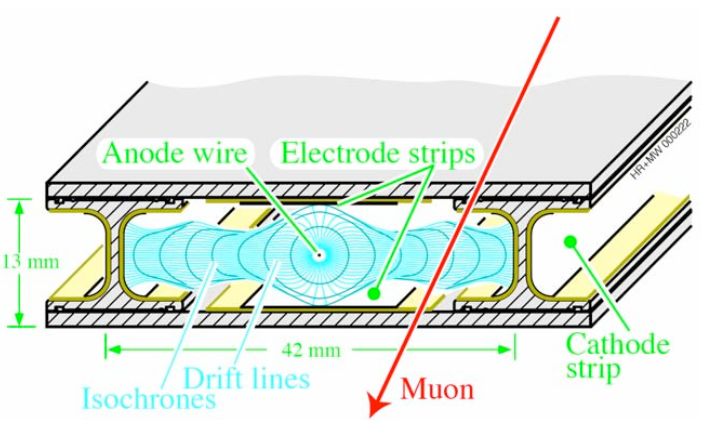 HR+MW 000222
Anode wire
Electrode strips
13 mm
42 mm
Cathode
strip
Drift lines
Isochrones
Muon